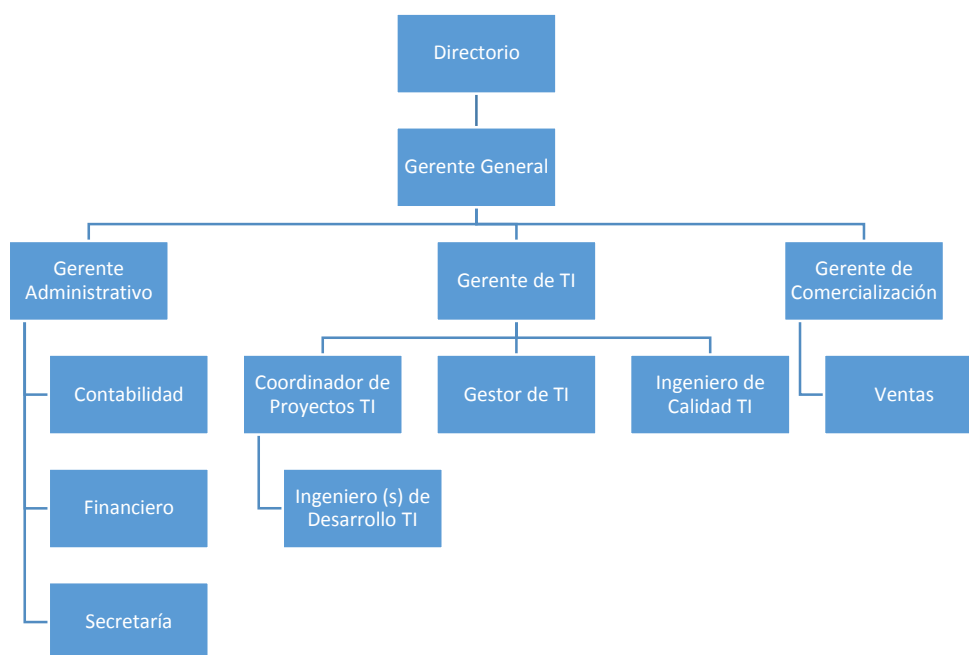 Directorio
Gerente General
Gerente
Administrativo
Gerente de TI
Gerente de
Comercialización
Contabilidad
Coordinador de
Proyectos TI
Gestor de TI
Ingeniero de
Calidad TI
Ventas
Financiero
Ingeniero (s) de
Desarrollo TI
Secretaría